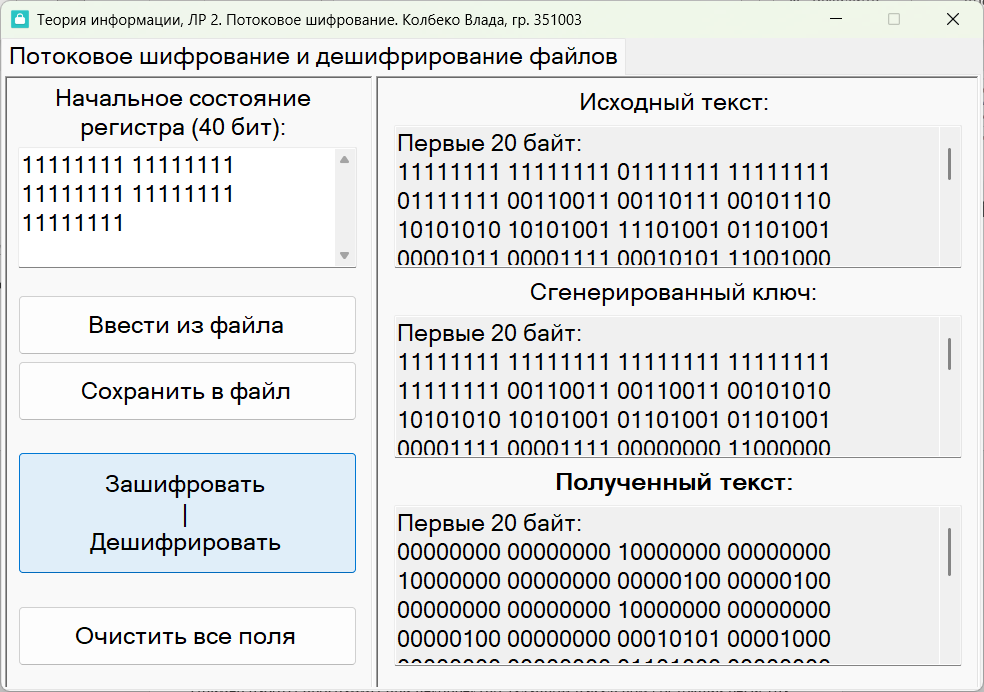 Теория информации, ЛР 2. Потоковое шифрование. Колбеко Влада, гр. 351003
Потоковое шифрование и дешифрирование файлов
Начальное состояние
регистра (40 бит):
11111111 11111111
11111111 11111111
11111111
Ввести из файла
Сохранить в файл
Зашифровать
|
Дешифрировать
Очистить все поля
Исходный текст:
Первые 20 байт:
11111111 11111111 01111111 11111111
01111111 00110011 00110111 00101110
10101010 10101001 11101001 01101001
00001011 00001111 00010101 11001000
Сгенерированный ключ:
Первые 20 байт:
11111111 11111111 11111111 11111111
11111111 00110011 00110011 00101010
10101010 10101001 01101001 01101001
00001111 00001111 00000000 11000000
Полученный текст:
Первые 20 байт:
00000000 00000000 10000000 00000000
10000000 00000000 00000100 00000100
00000000 00000000 10000000 00000000
00000100 00000000 00010101 00001000